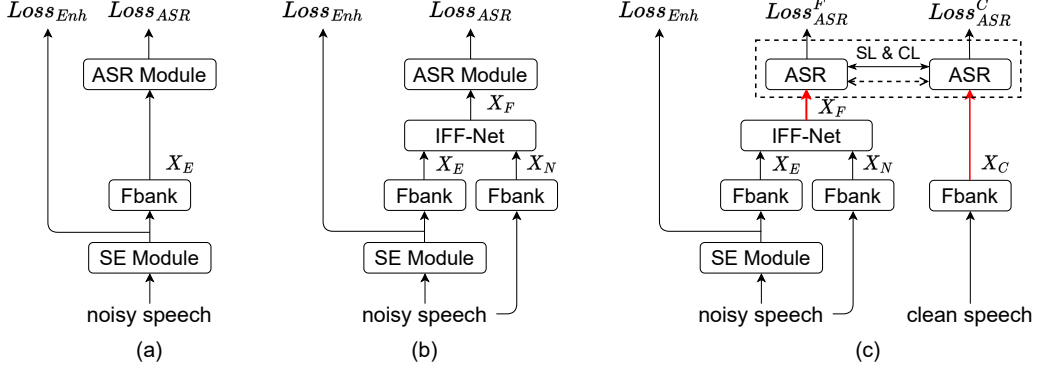 Loss_Enh Loss_ASR
ASR Module
X_E
Fbank
SE Module
noisy speech
(a)
Loss_Enh Loss_ASR
ASR Module
X_F
IFF-Net
X_E X_N
Fbank Fbank
SE Module
noisy speech
(b)
Loss_Enh Loss^F_ASR Loss^C_ASR
SL & CL
ASR ASR
X_F
IFF-Net
X_E X_N X_C
Fbank Fbank Fbank
SE Module
noisy speech clean speech
(c)